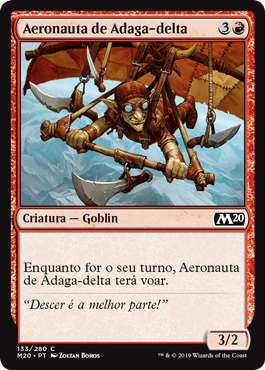 Aeronauta de Adaga-delta 3
Criatura — Goblin M20
Enquanto for o seu turno, Aeronauta
de Adaga-delta terá voar.
“Descer é a melhor parte!”
3/2
133/280 C
M20 • PT Zoltan Boros ™ & © 2019 Wizards of the Coast